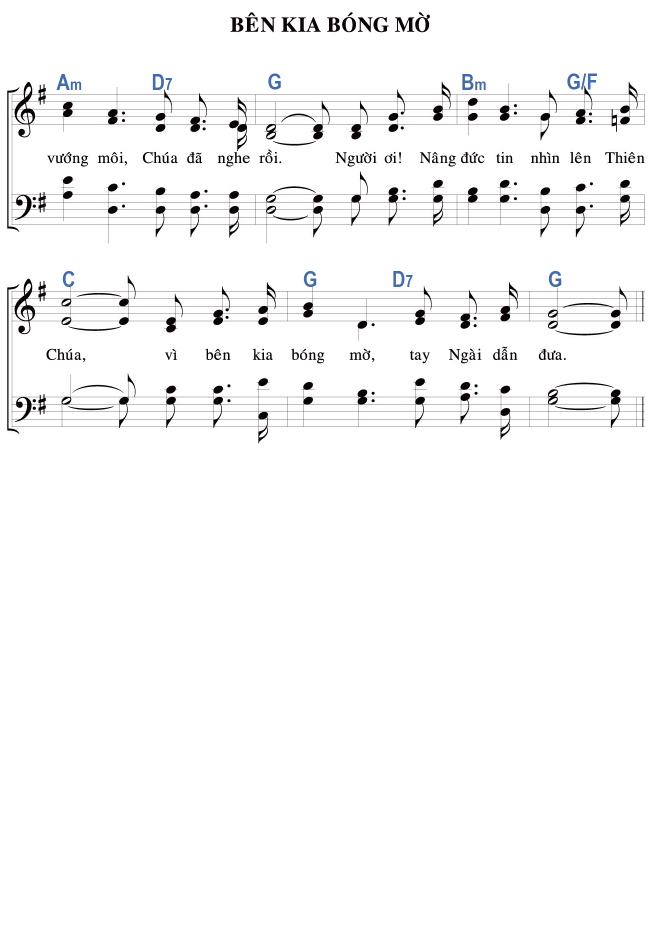 BÊN KIA BÓNG MỜ
Am D7 G Bm G/F
vướng môi, Chúa đã nghe rồi. Người ơi! Nâng đức tin nhìn lên Thiên
C G D7 G
Chúa, vì bên kia bóng mờ, tay Ngài dẫn đưa.